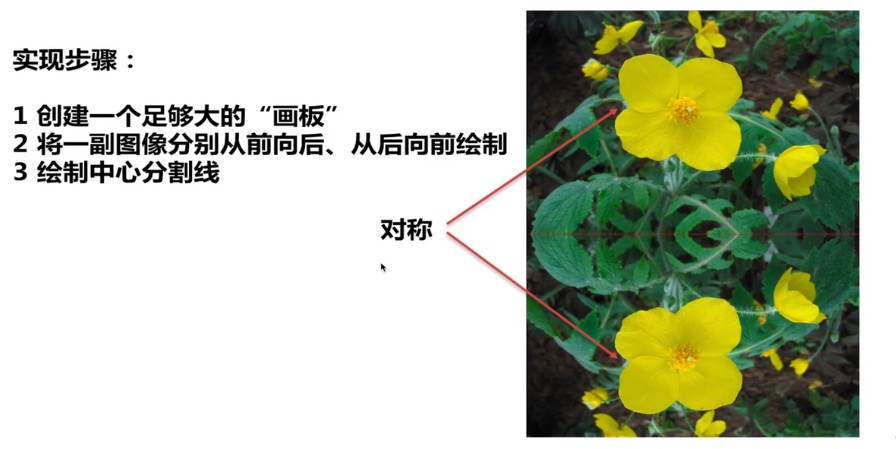 实现步骤：
1 创建一个足够大的“画板”
2 将一副图像分别从前向后、从后向前绘制
3 绘制中心分割线
对称